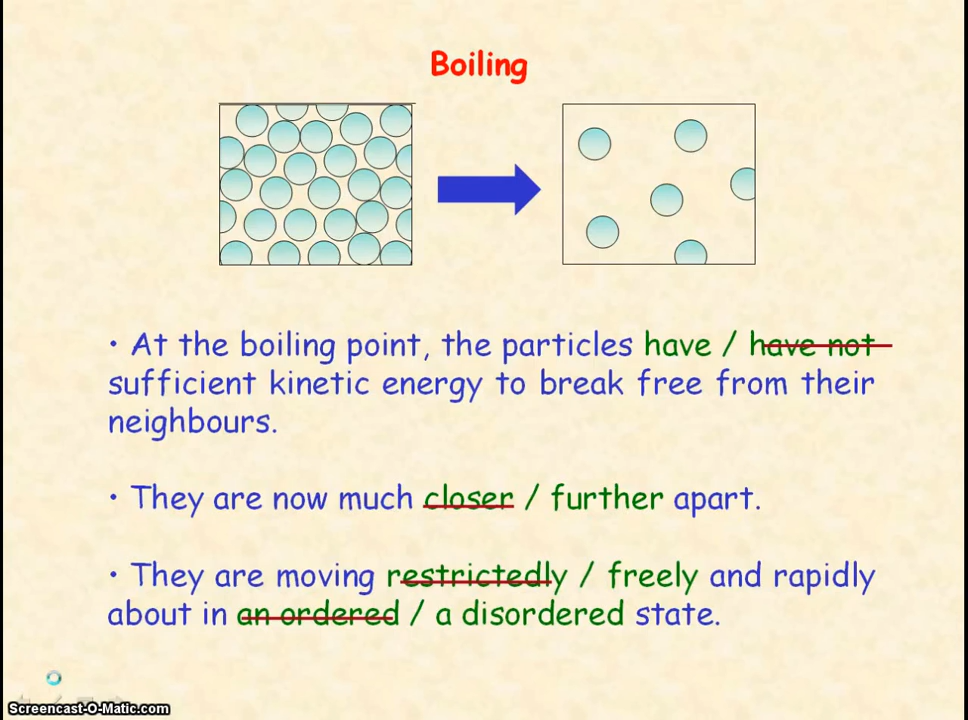 Boiling
• At the boiling point, the particles have / have not
sufficient kinetic energy to break free from their
neighbours.
• They are now much closer / further apart.
• They are moving restrictedly / freely and rapidly
about in an ordered / a disordered state.
Screencast-O-Matic.com